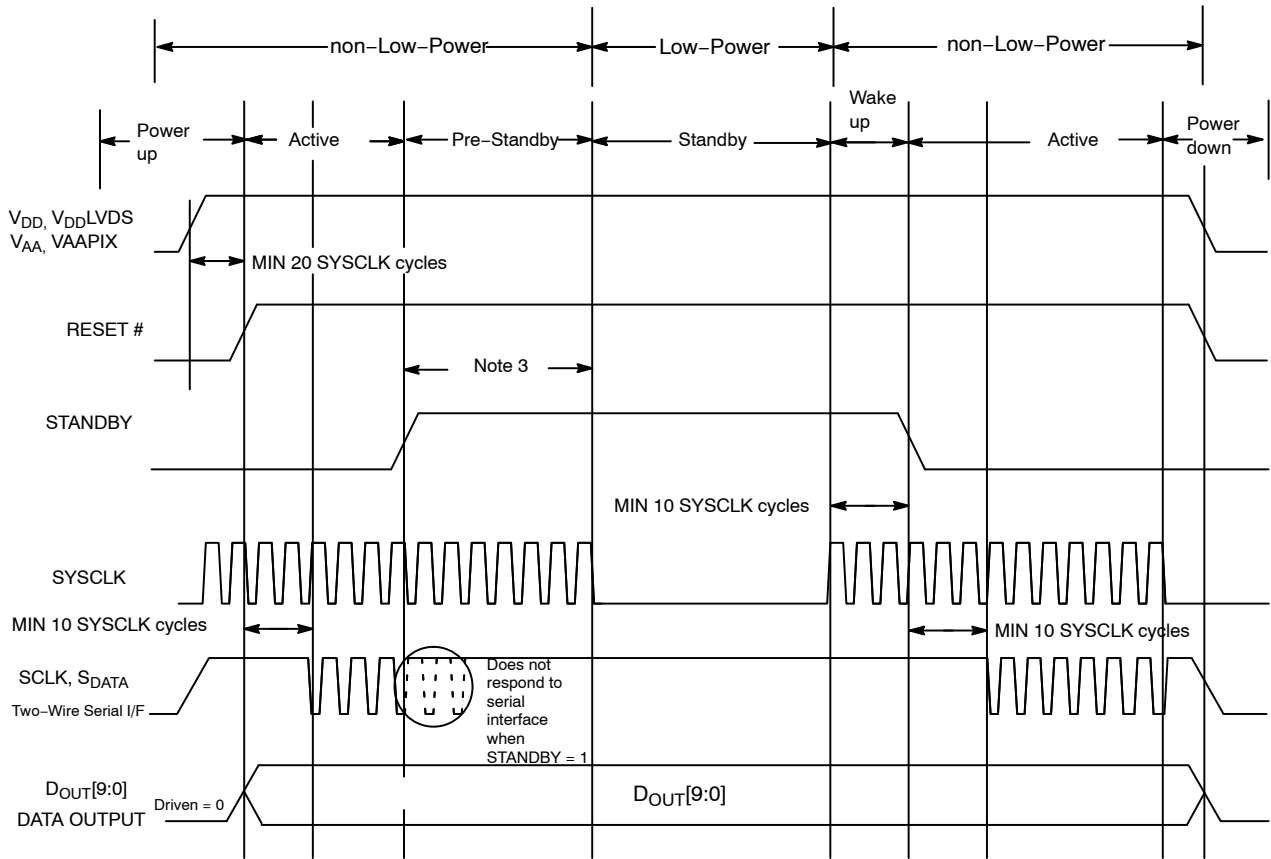 non−Low−Power
Low−Power
non−Low−Power
Power
up
Active
Pre−Standby
Standby
Wake
up
Active
Power
down
VDD, VDDLVDS
VAA, VAAPIX
MIN 20 SYSCLK cycles
RESET #
Note 3
STANDBY
MIN 10 SYSCLK cycles
SYSCLK
MIN 10 SYSCLK cycles
MIN 10 SYSCLK cycles
SCLK, SDATA
Two−Wire Serial I/F
Does not
respond to
serial
interface
when
STANDBY = 1
DOUT[9:0]
DATA OUTPUT
Driven = 0
DOUT[9:0]